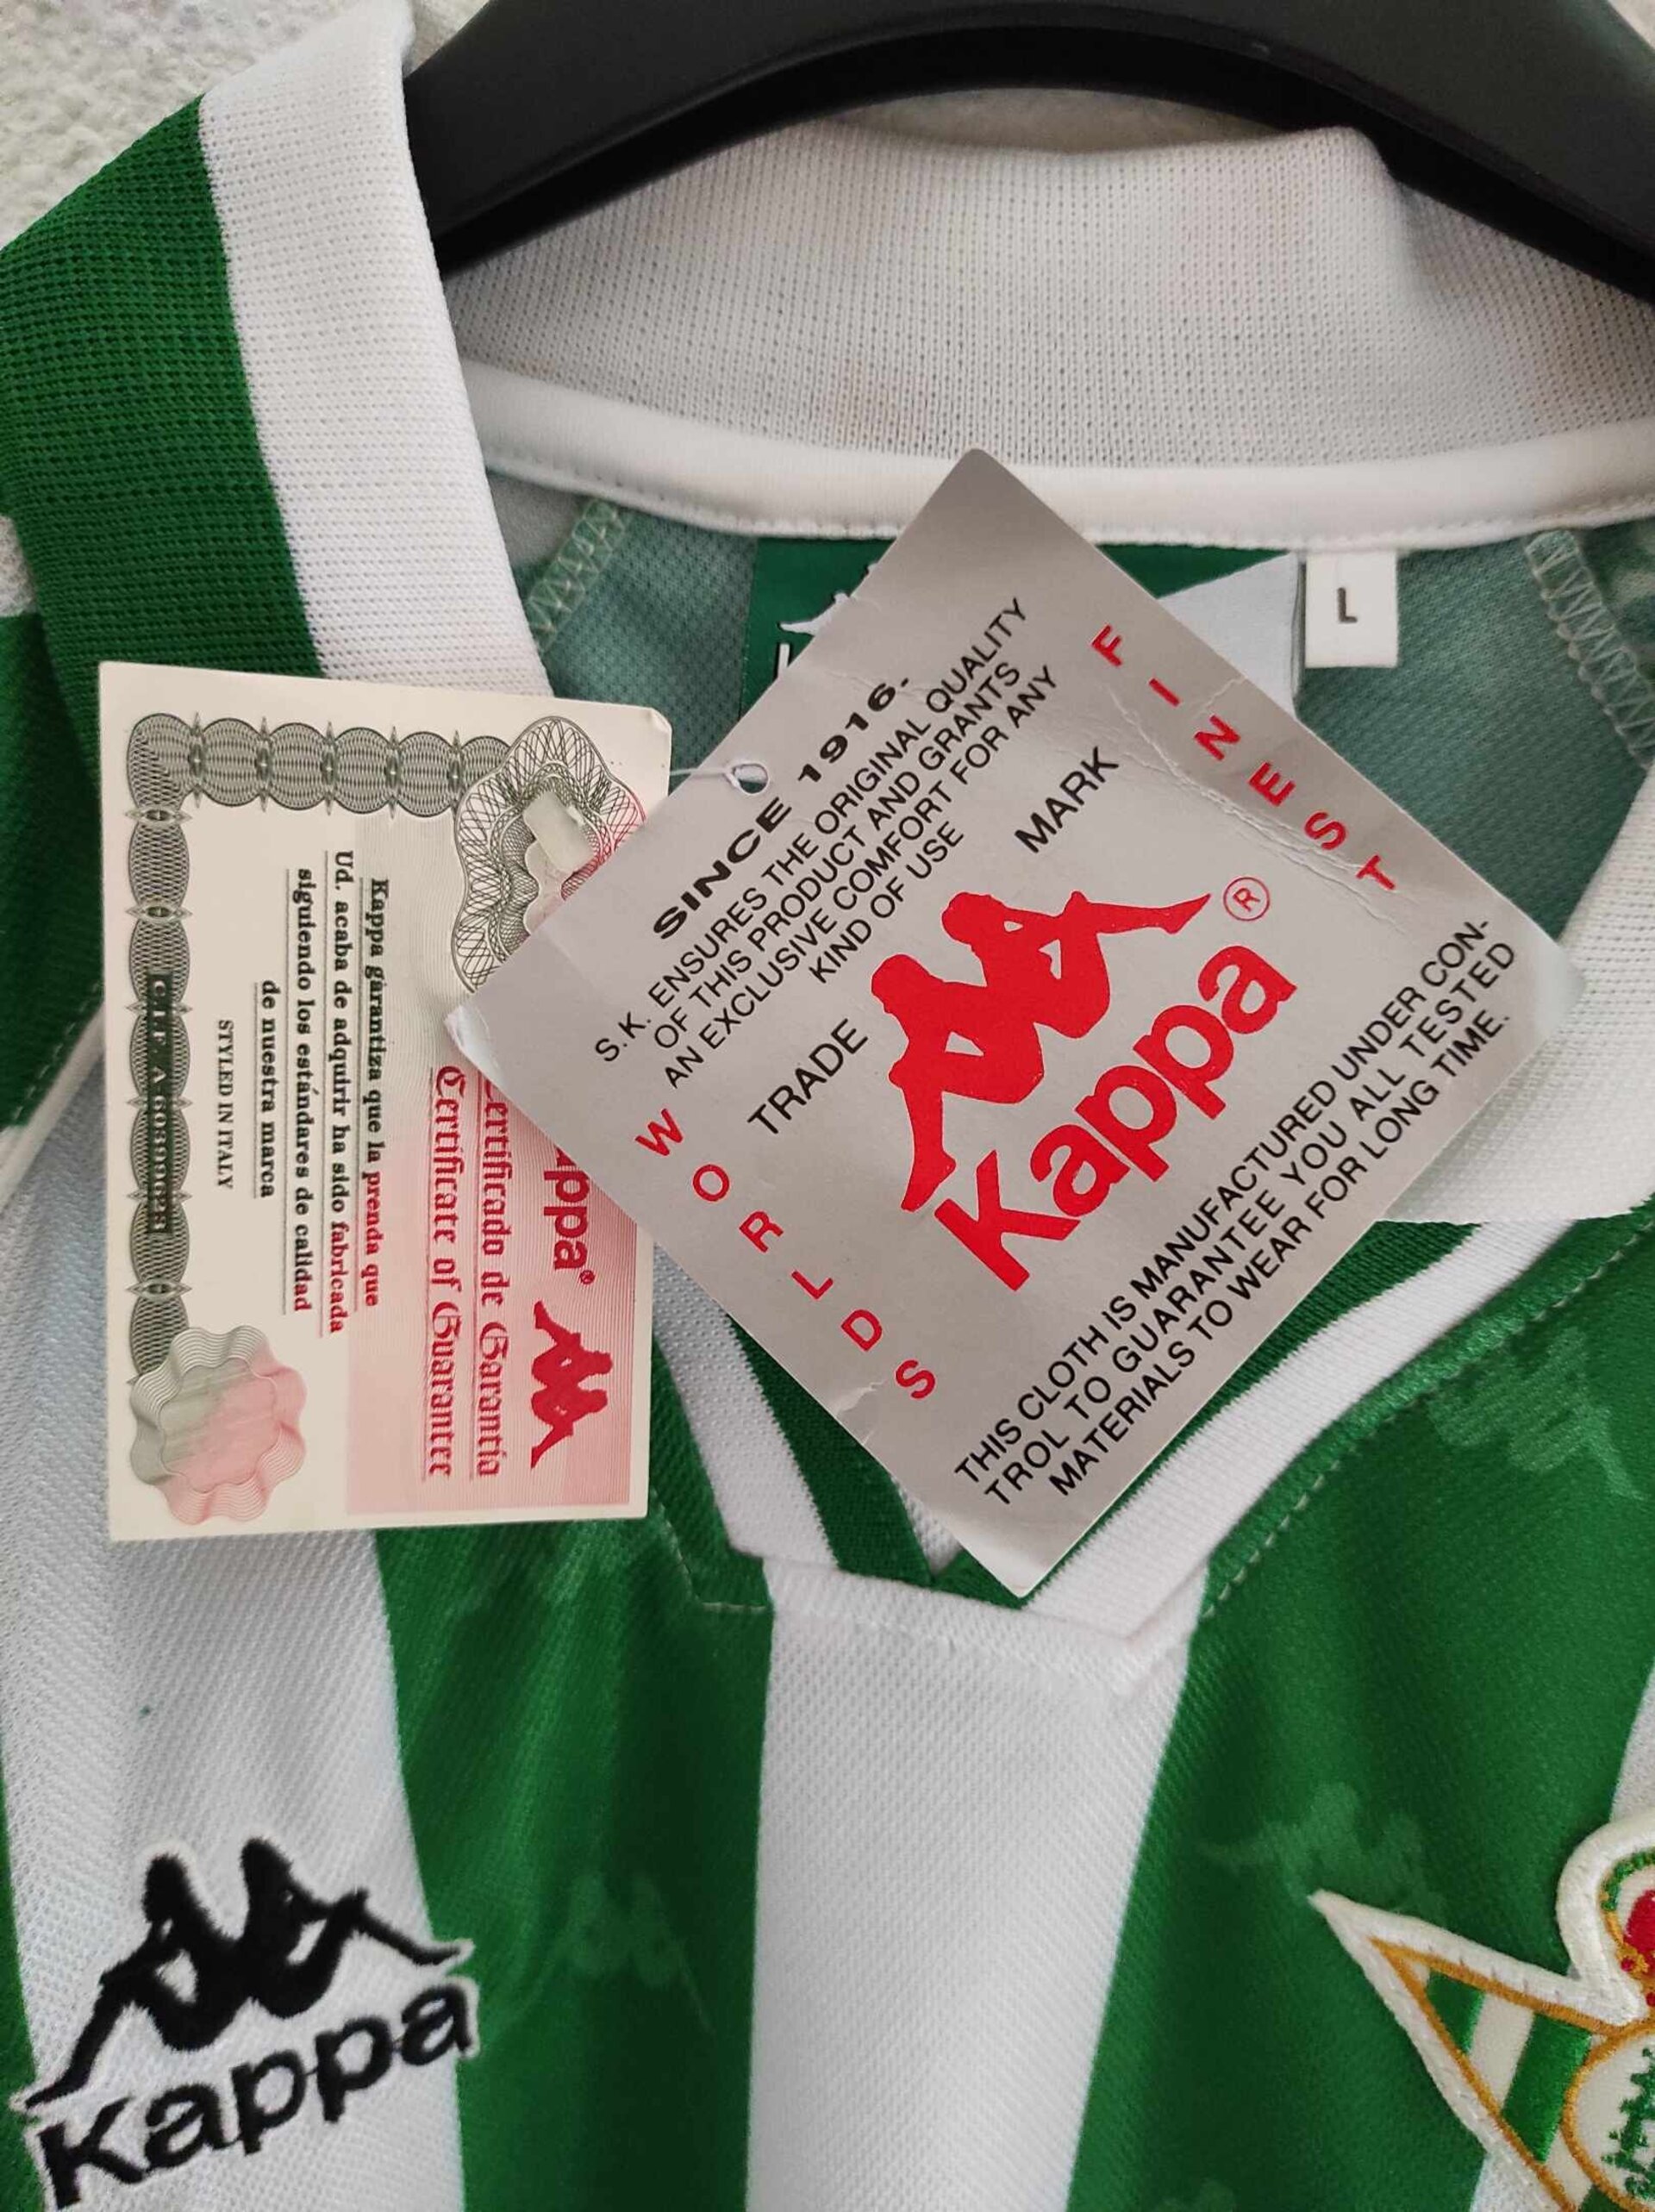 L
SINCE 1916.
S.K. ENSURES THE ORIGINAL QUALITY
OF THIS PRODUCT AND GRANTS
AN EXCLUSIVE COMFORT FOR ANY
KIND OF USE
WORLDS
FINEST
TRADE MARK
®
Kappa
THIS CLOTH IS MANUFACTURED UNDER CON-
TROL TO GUARANTEE YOU ALL TESTED
MATERIALS TO WEAR FOR LONG TIME.
ppa®
Certificado de Garantía
Certificate of Guarantee
Kappa garantiza que la prenda que
Ud. acaba de adquirir ha sido fabricada
siguiendo los estándares de calidad
de nuestra marca
STYLED IN ITALY
Kappa